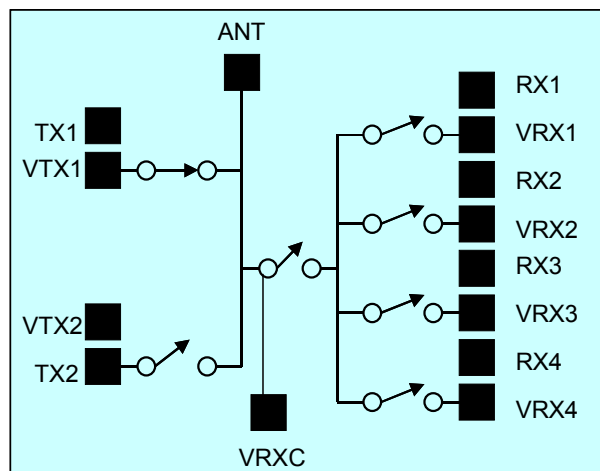 ANT
TX1
VTX1
VTX2
TX2
VRXC
RX1
VRX1
RX2
VRX2
RX3
VRX3
RX4
VRX4